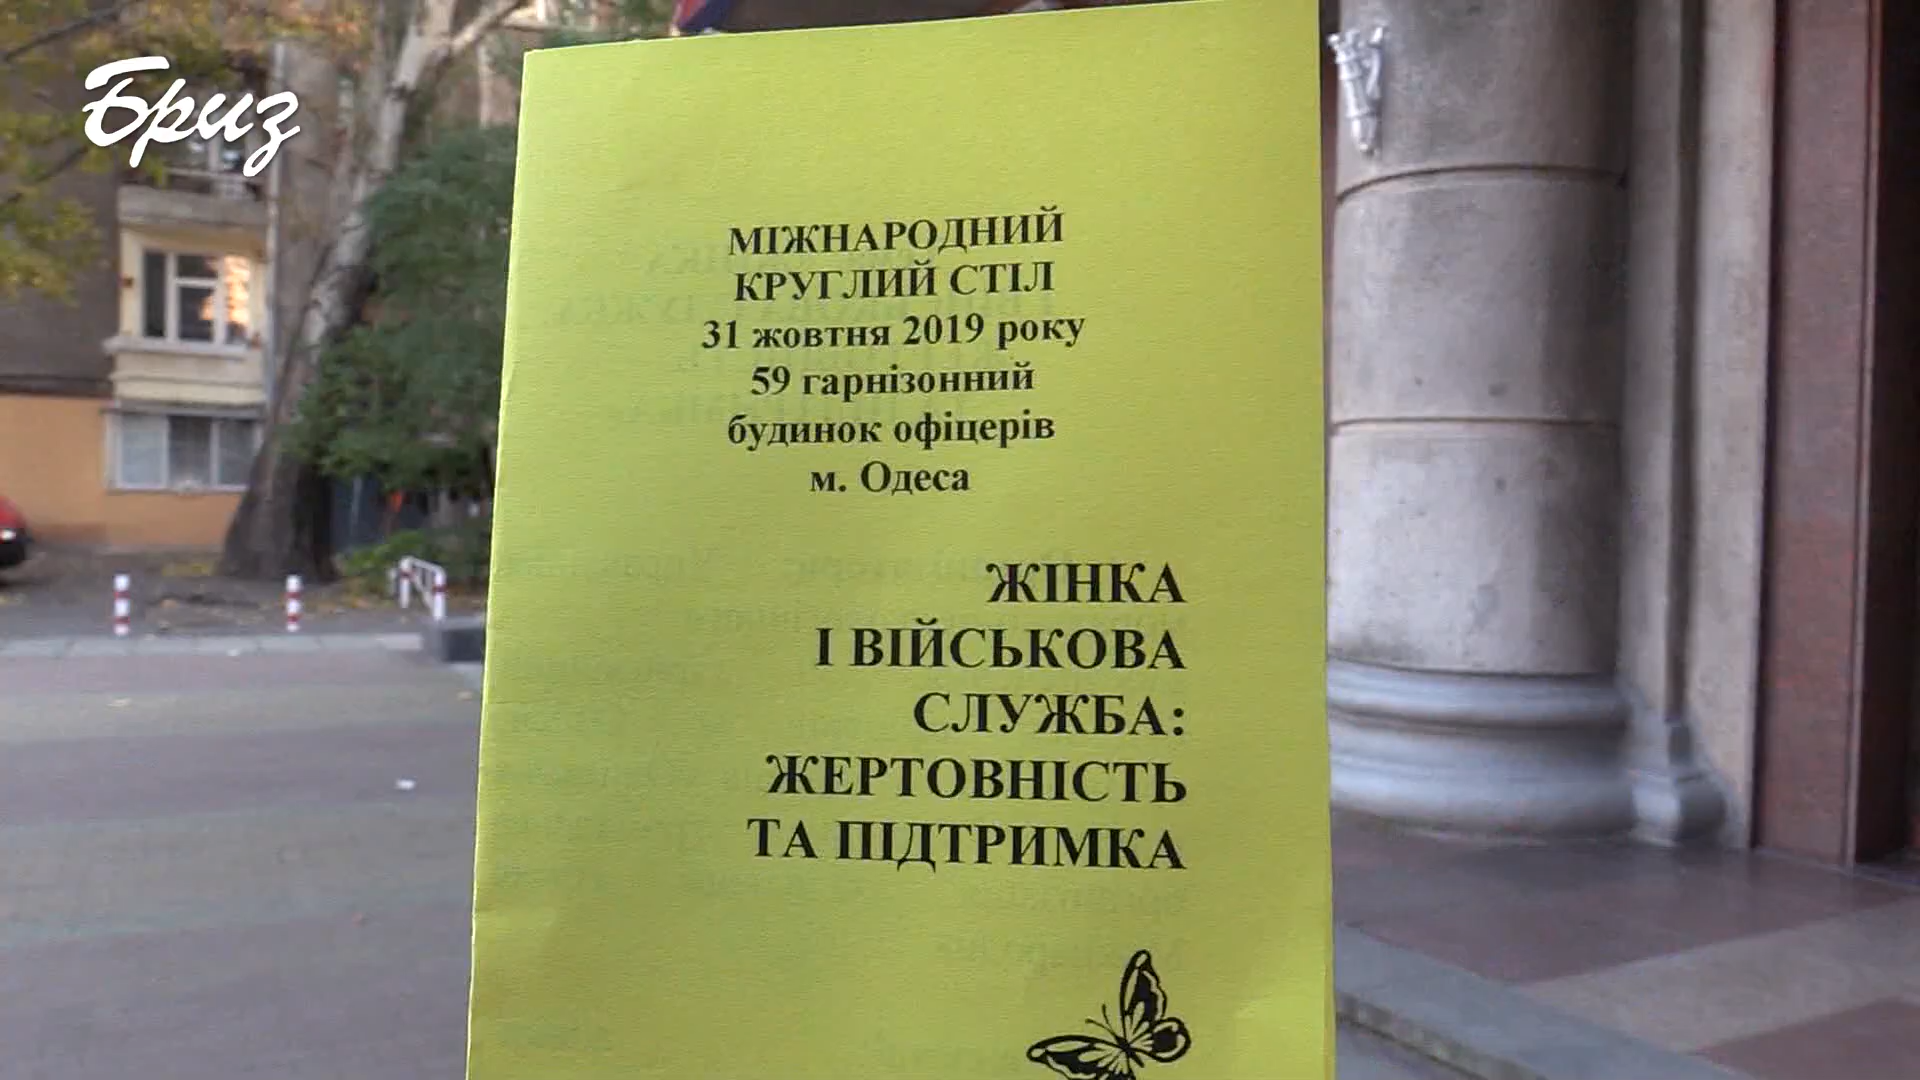 Бриз
МІЖНАРОДНИЙ
КРУГЛИЙ СТІЛ
31 жовтня 2019 року
59 гарнізонний
будинок офіцерів
м. Одеса
ЖІНКА
І ВІЙСЬКОВА
СЛУЖБА:
ЖЕРТОВНІСТЬ
ТА ПІДТРИМКА